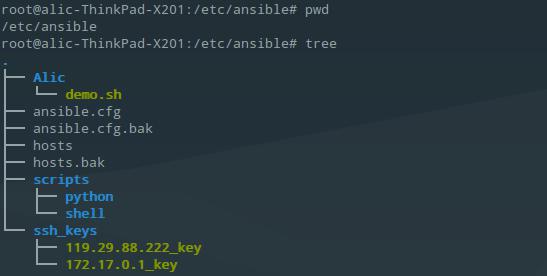 root@alic-ThinkPad-X201:/etc/ansible# pwd
/etc/ansible
root@alic-ThinkPad-X201:/etc/ansible# tree
.
├── Alic
│   └── demo.sh
├── ansible.cfg
├── ansible.cfg.bak
├── hosts
├── hosts.bak
├── scripts
│   ├── python
│   └── shell
└── ssh_keys
    ├── 119.29.88.222_key
    └── 172.17.0.1_key